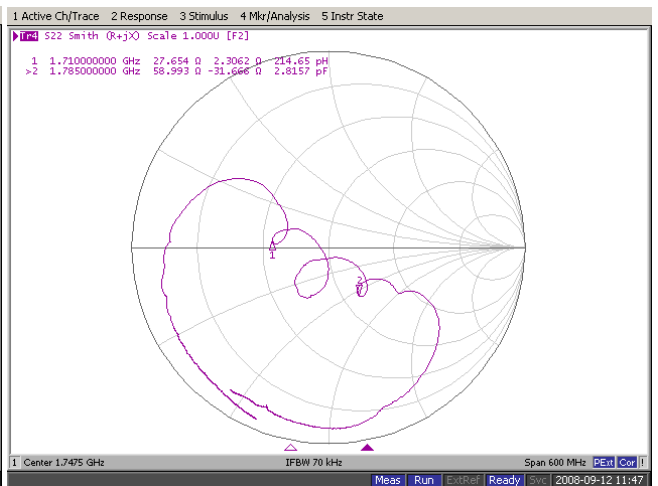 1 Active Ch/Trace 2 Response 3 Stimulus 4 Mkr/Analysis 5 Instr State
Tr4 S22 Smith (R+jX) Scale 1.000U [F2]
1 1.710000000 GHz 27.654 Ω 2.3062 Ω 214.65 pH
>2 1.785000000 GHz 58.993 Ω -31.666 Ω 2.8157 pF
2
1
1 Center 1.7475 GHz IFBW 70 kHz Span 600 MHz PExt Cor !
Meas Run ExtRef Ready Svc 2008-09-12 11:47